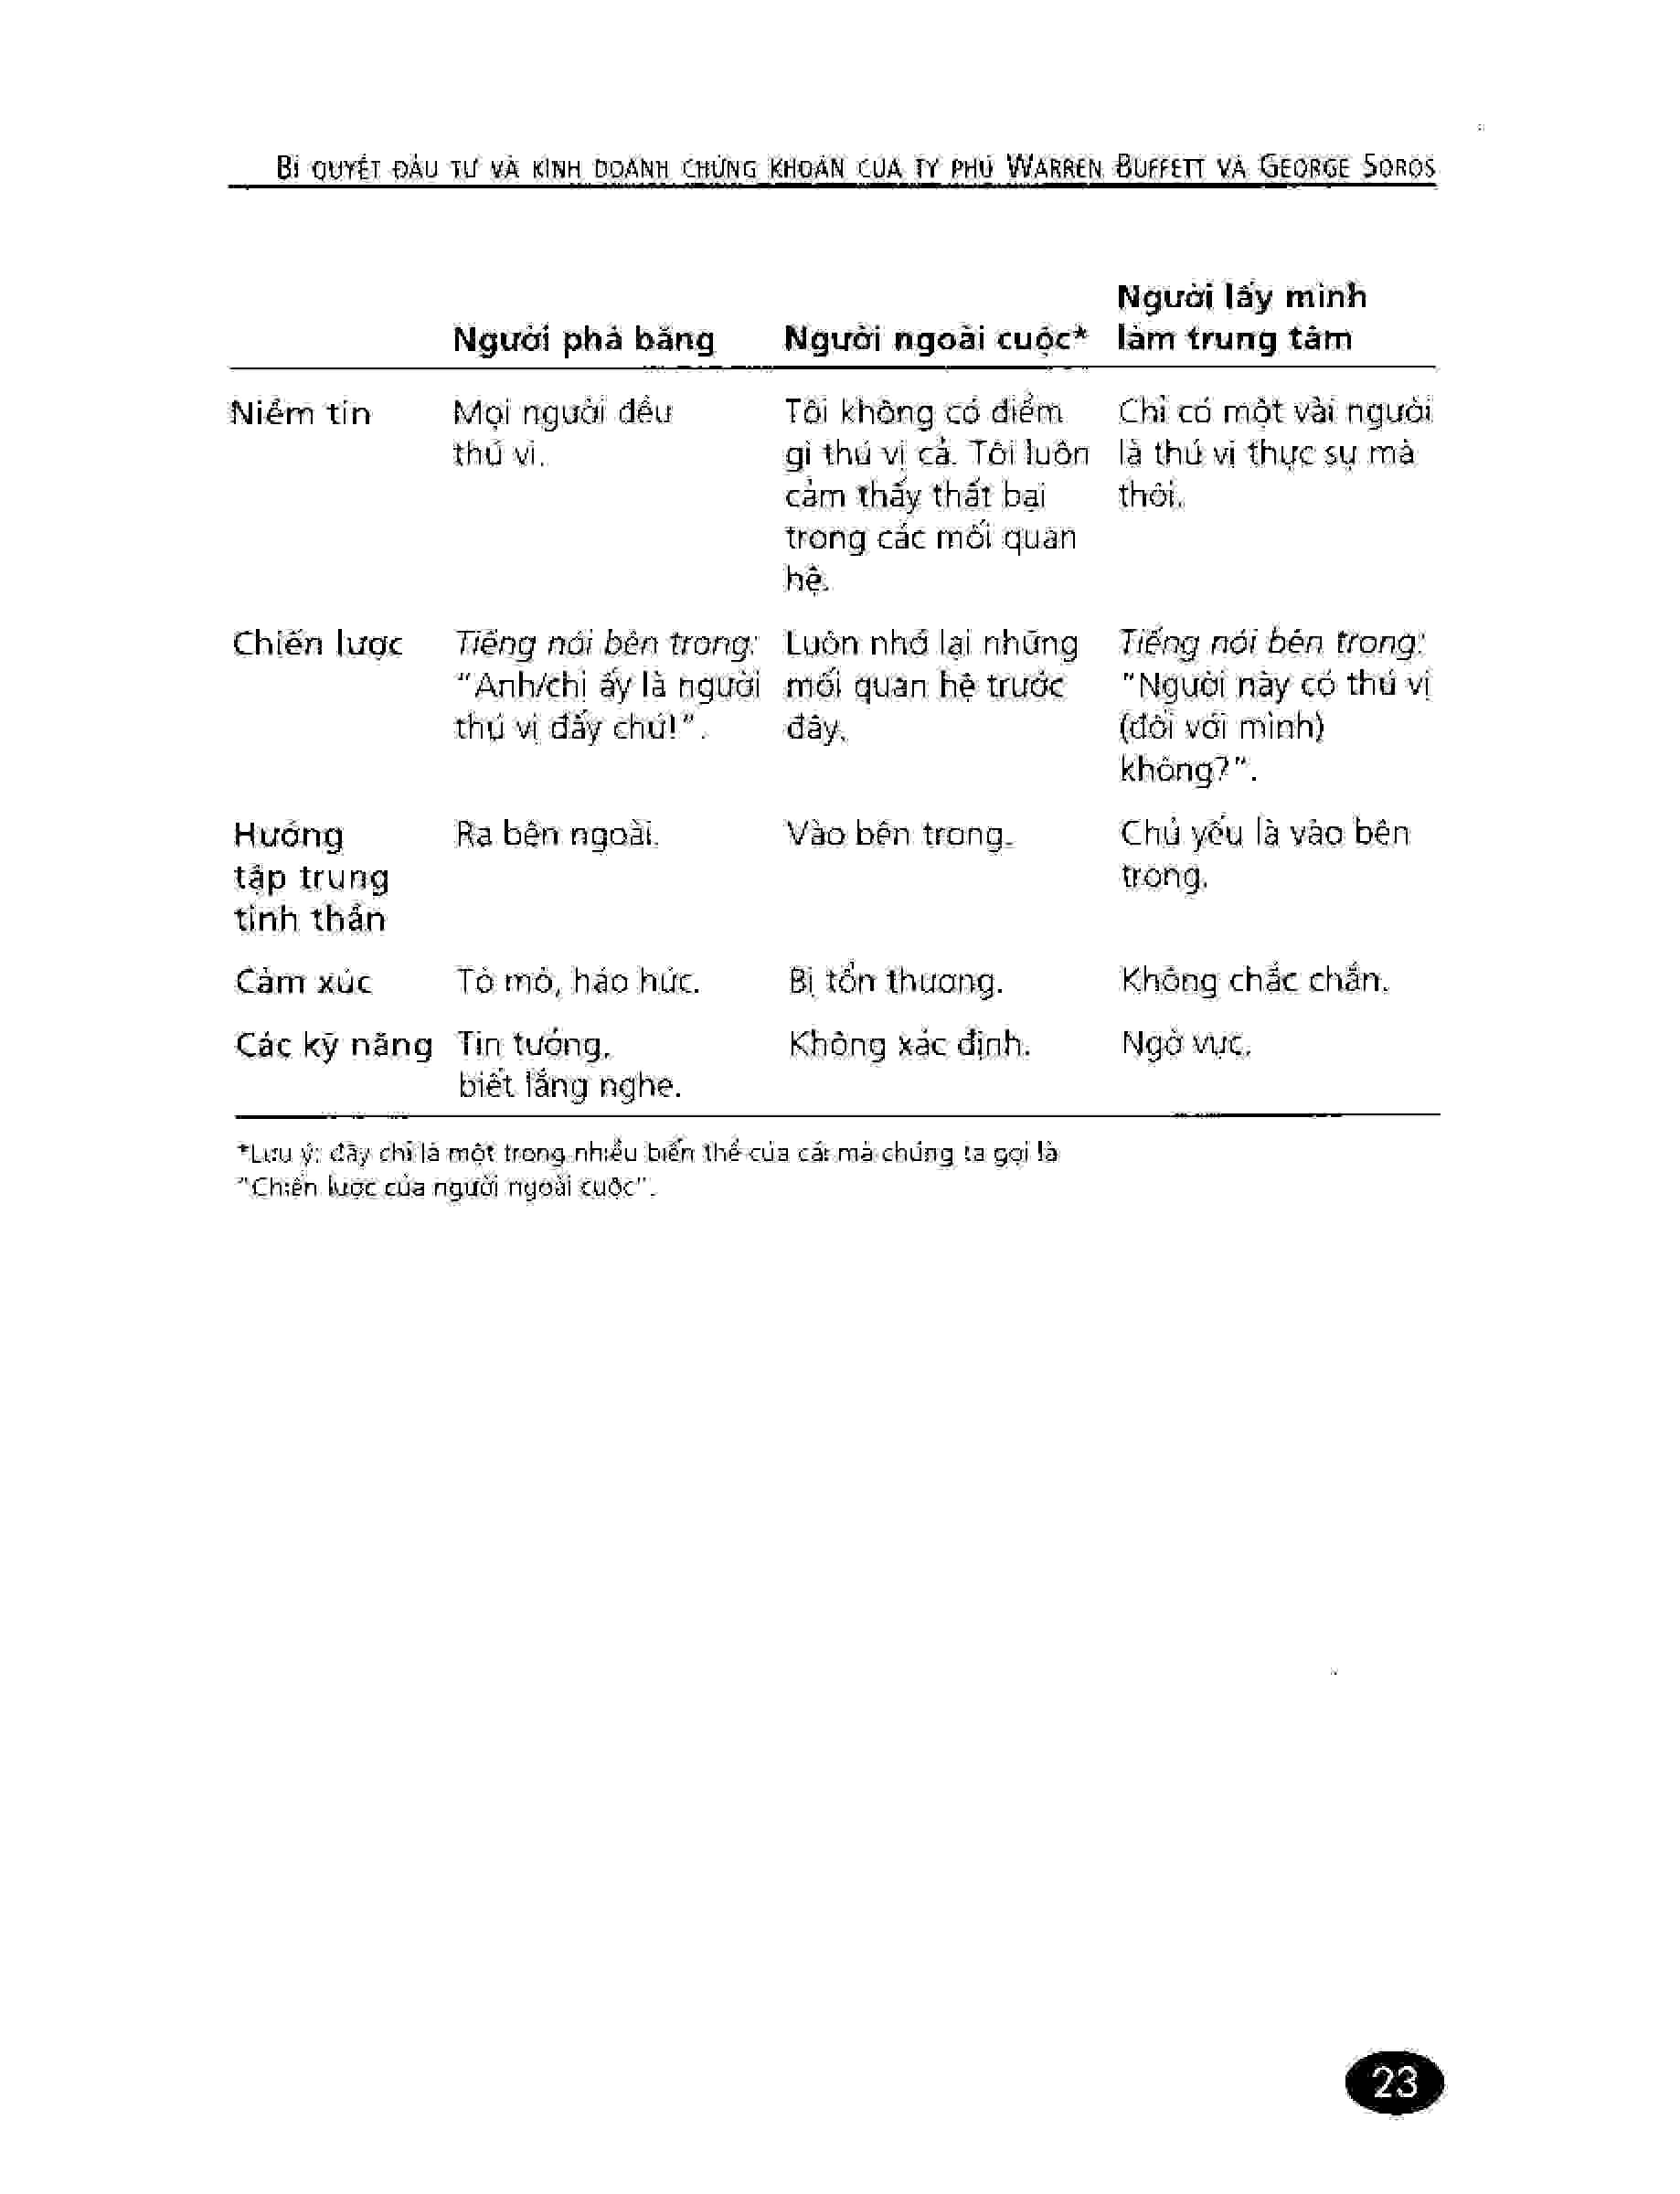 BÍ QUYẾT ĐẦU TƯ VÀ KINH DOANH CHỨNG KHOÁN CỦA TỶ PHÚ WARREN BUFFETT VÀ GEORGE SOROS
Người lấy mình
Người phá băng Người ngoài cuộc* làm trung tâm
Niềm tin Mọi người đều Tôi không có điểm Chỉ có một vài người
thú vị. gì thú vị cả. Tôi luôn là thú vị thực sự mà
cảm thấy thất bại thôi.
trong các mối quan
hệ.
Chiến lược Tiếng nói bên trong: Luôn nhớ lại những Tiếng nói bên trong:
"Anh/chị ấy là người mối quan hệ trước "Người này có thú vị
thú vị đấy chứ!". đây. (đối với mình)
không?".
Hướng Ra bên ngoài. Vào bên trong. Chủ yếu là vào bên
tập trung trong.
tinh thần
Cảm xúc Tò mò, háo hức. Bị tổn thương. Không chắc chắn.
Các kỹ năng Tin tưởng, Không xác định. Ngờ vực.
biết lắng nghe.
*Lưu ý: đây chỉ là một trong nhiều biến thể của cái mà chúng ta gọi là
"Chiến lược của người ngoài cuộc".
23